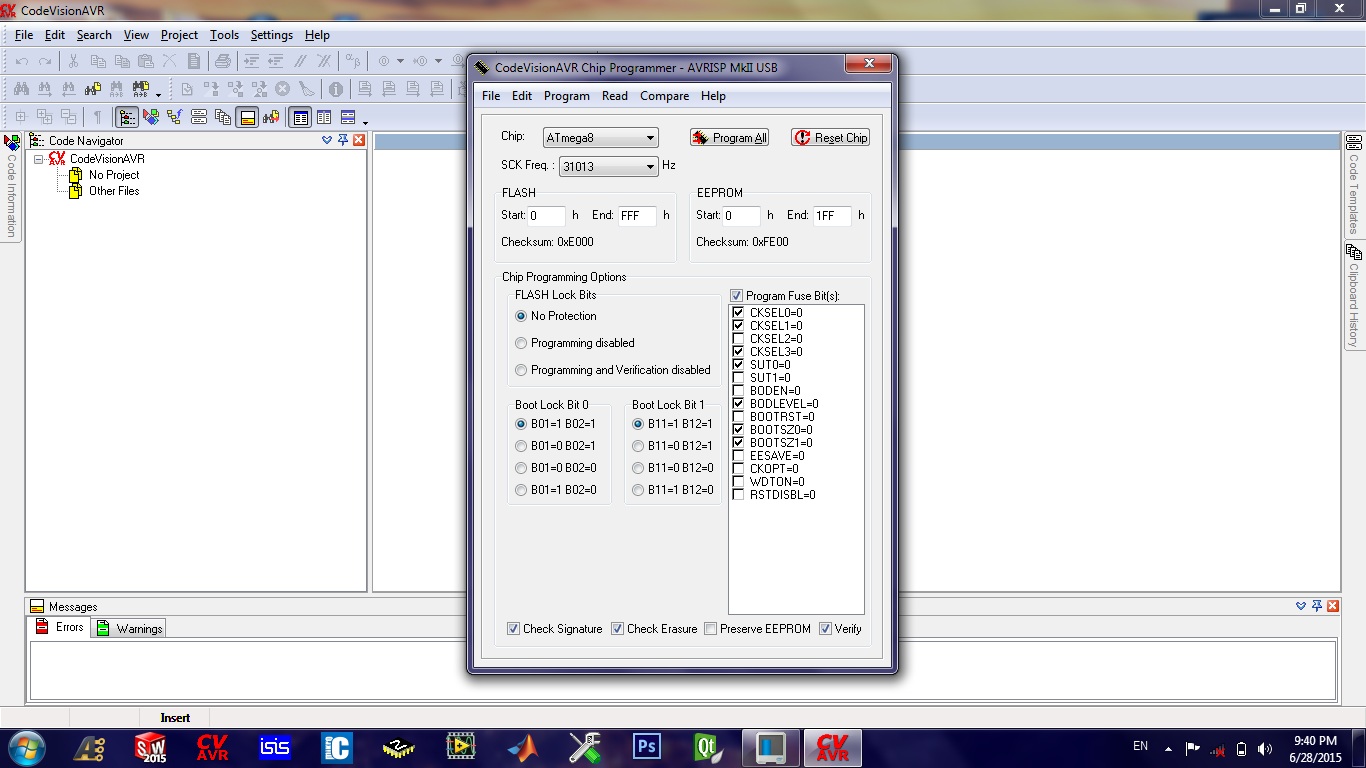 CodeVisionAVR
File Edit Search View Project Tools Settings Help
CodeVisionAVR Chip Programmer - AVRISP MkII USB
File Edit Program Read Compare Help
Chip: ATmega8 Program All Reset Chip
SCK Freq. : 31013 Hz
FLASH
Start: 0 h End: FFF h
Checksum: 0xE000
EEPROM
Start: 0 h End: 1FF h
Checksum: 0xFE00
Chip Programming Options
FLASH Lock Bits
No Protection
Programming disabled
Programming and Verification disabled
Boot Lock Bit 0
B01=1 B02=1
B01=0 B02=1
B01=0 B02=0
B01=1 B02=0
Boot Lock Bit 1
B11=1 B12=1
B11=0 B12=1
B11=0 B12=0
B11=1 B12=0
Program Fuse Bit(s):
CKSEL0=0
CKSEL1=0
CKSEL2=0
CKSEL3=0
SUT0=0
SUT1=0
BODEN=0
BODLEVEL=0
BOOTRST=0
BOOTSZ0=0
BOOTSZ1=0
EESAVE=0
CKOPT=0
WDTON=0
RSTDISBL=0
Check Signature Check Erasure Preserve EEPROM Verify
Code Information
Code Navigator
CodeVisionAVR
No Project
Other Files
Code Templates
Clipboard History
Messages
Errors Warnings
Insert
SW 2015
CV AVR
isis
Ps
Qt
CV AVR
EN
9:40 PM
6/28/2015